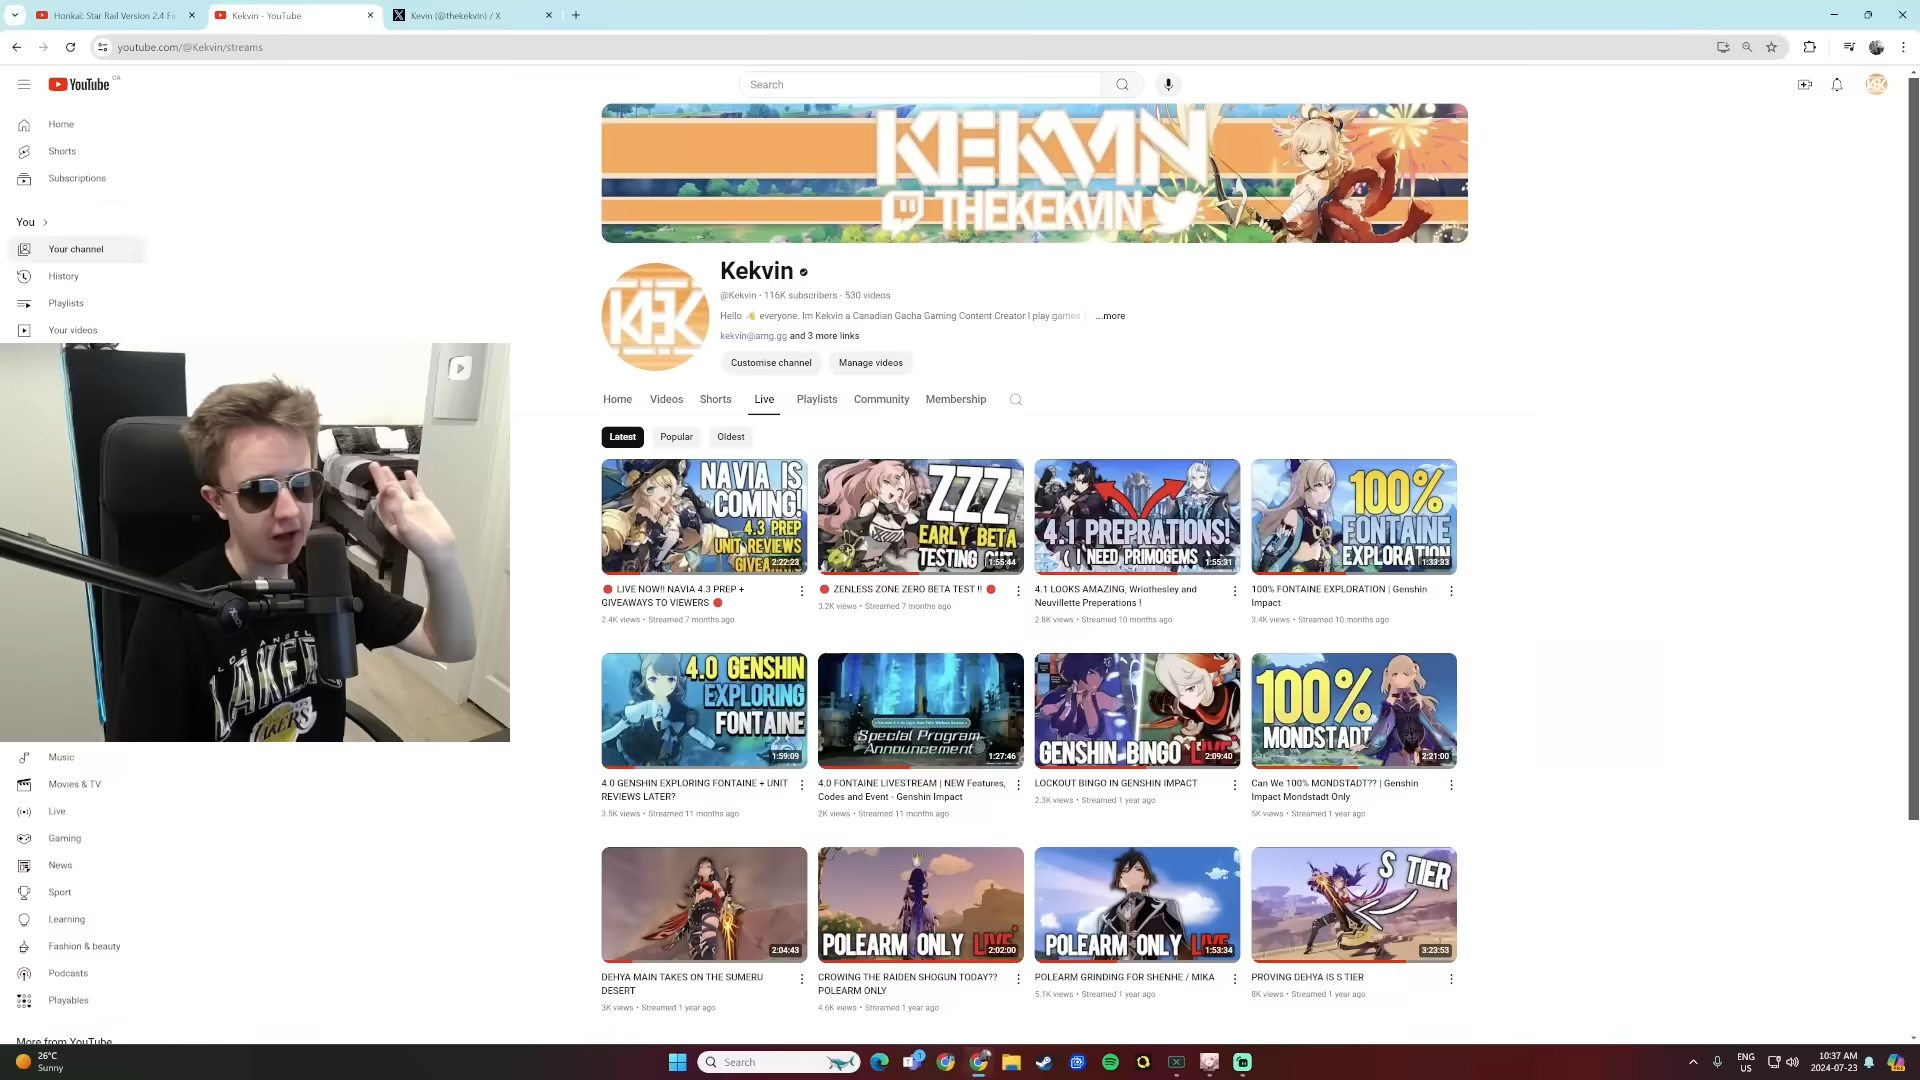 Honkai: Star Rail Version 2.4 Fi
Kekvin - YouTube
Kevin (@thekekvin) / X
youtube.com/@Kekvin/streams
YouTube CA
Search
Home
Shorts
Subscriptions
You
Your channel
History
Playlists
Your videos
Music
Movies & TV
Live
Gaming
News
Sport
Learning
Fashion & beauty
Podcasts
Playables
More from YouTube
KEKVIN
THEKEKVIN
KEK
Kekvin
@Kekvin · 116K subscribers · 530 videos
Hello 👋 everyone. Im Kekvin a Canadian Gacha Gaming Content Creator I play games ...more
kekvin@amg.gg and 3 more links
Customise channel Manage videos
Home Videos Shorts Live Playlists Community Membership
Latest Popular Oldest
NAVIA IS
COMING!
4.3 PREP
UNIT REVIEWS
2:22:23
🔴 LIVE NOW!! NAVIA 4.3 PREP +
GIVEAWAYS TO VIEWERS 🔴
2.4K views · Streamed 7 months ago
ZZZ
EARLY BETA
TESTING
1:55:44
🔴 ZENLESS ZONE ZERO BETA TEST !! 🔴
3.2K views · Streamed 7 months ago
4.1 PREPRATIONS!
( I NEED PRIMOGEMS
1:55:31
4.1 LOOKS AMAZING, Wriothesley and
Neuvillette Preperations !
2.8K views · Streamed 10 months ago
100%
FONTAINE
EXPLORATION
1:33:33
100% FONTAINE EXPLORATION | Genshin
Impact
3.4K views · Streamed 10 months ago
4.0 GENSHIN
EXPLORING
FONTAINE
1:59:09
4.0 GENSHIN EXPLORING FONTAINE + UNIT
REVIEWS LATER?
3.5K views · Streamed 11 months ago
Special Program
Announcement
1:27:46
4.0 FONTAINE LIVESTREAM | NEW Features,
Codes and Event - Genshin Impact
2K views · Streamed 11 months ago
GENSHIN BINGO LIVE
2:09:40
LOCKOUT BINGO IN GENSHIN IMPACT
2.3K views · Streamed 1 year ago
100%
MONDSTADT
2:21:00
Can We 100% MONDSTADT?? | Genshin
Impact Mondstadt Only
5K views · Streamed 1 year ago
2:04:43
DEHYA MAIN TAKES ON THE SUMERU
DESERT
3K views · Streamed 1 year ago
POLEARM ONLY LIVE
2:02:00
CROWING THE RAIDEN SHOGUN TODAY??
POLEARM ONLY
4.6K views · Streamed 1 year ago
POLEARM ONLY LIVE
1:53:34
POLEARM GRINDING FOR SHENHE / MIKA
5.1K views · Streamed 1 year ago
S TIER
3:23:53
PROVING DEHYA IS S TIER
8K views · Streamed 1 year ago
LOS ANGELES
LAKERS
LAKERS
26°C
Sunny
Search
ENG
US
10:37 AM
2024-07-23